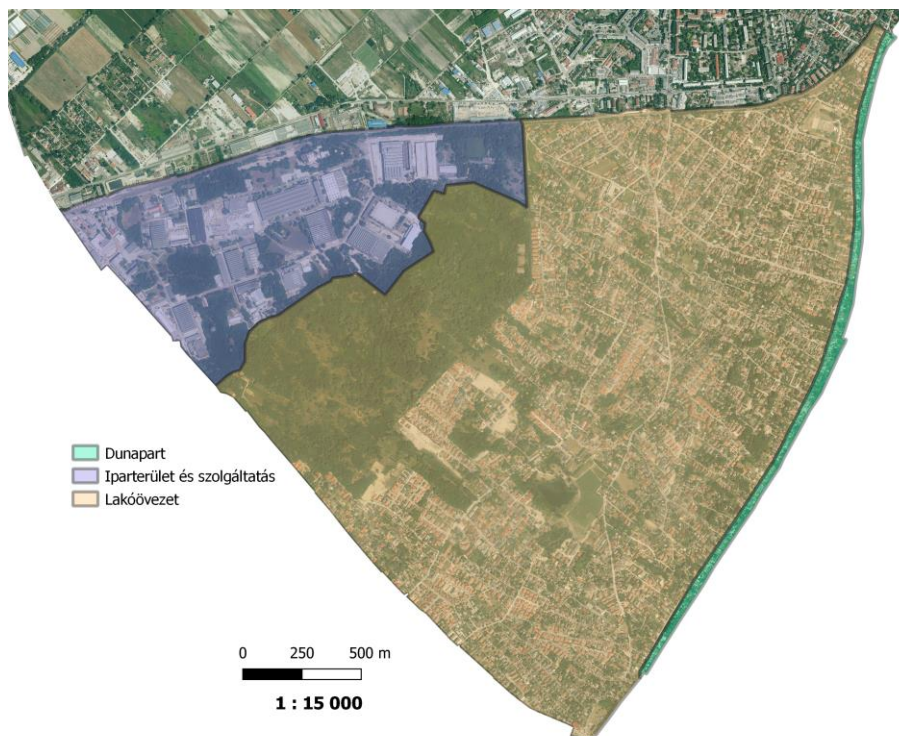 Dunapart
Iparterület és szolgáltatás
Lakóövezet
0 250 500 m
1 : 15 000